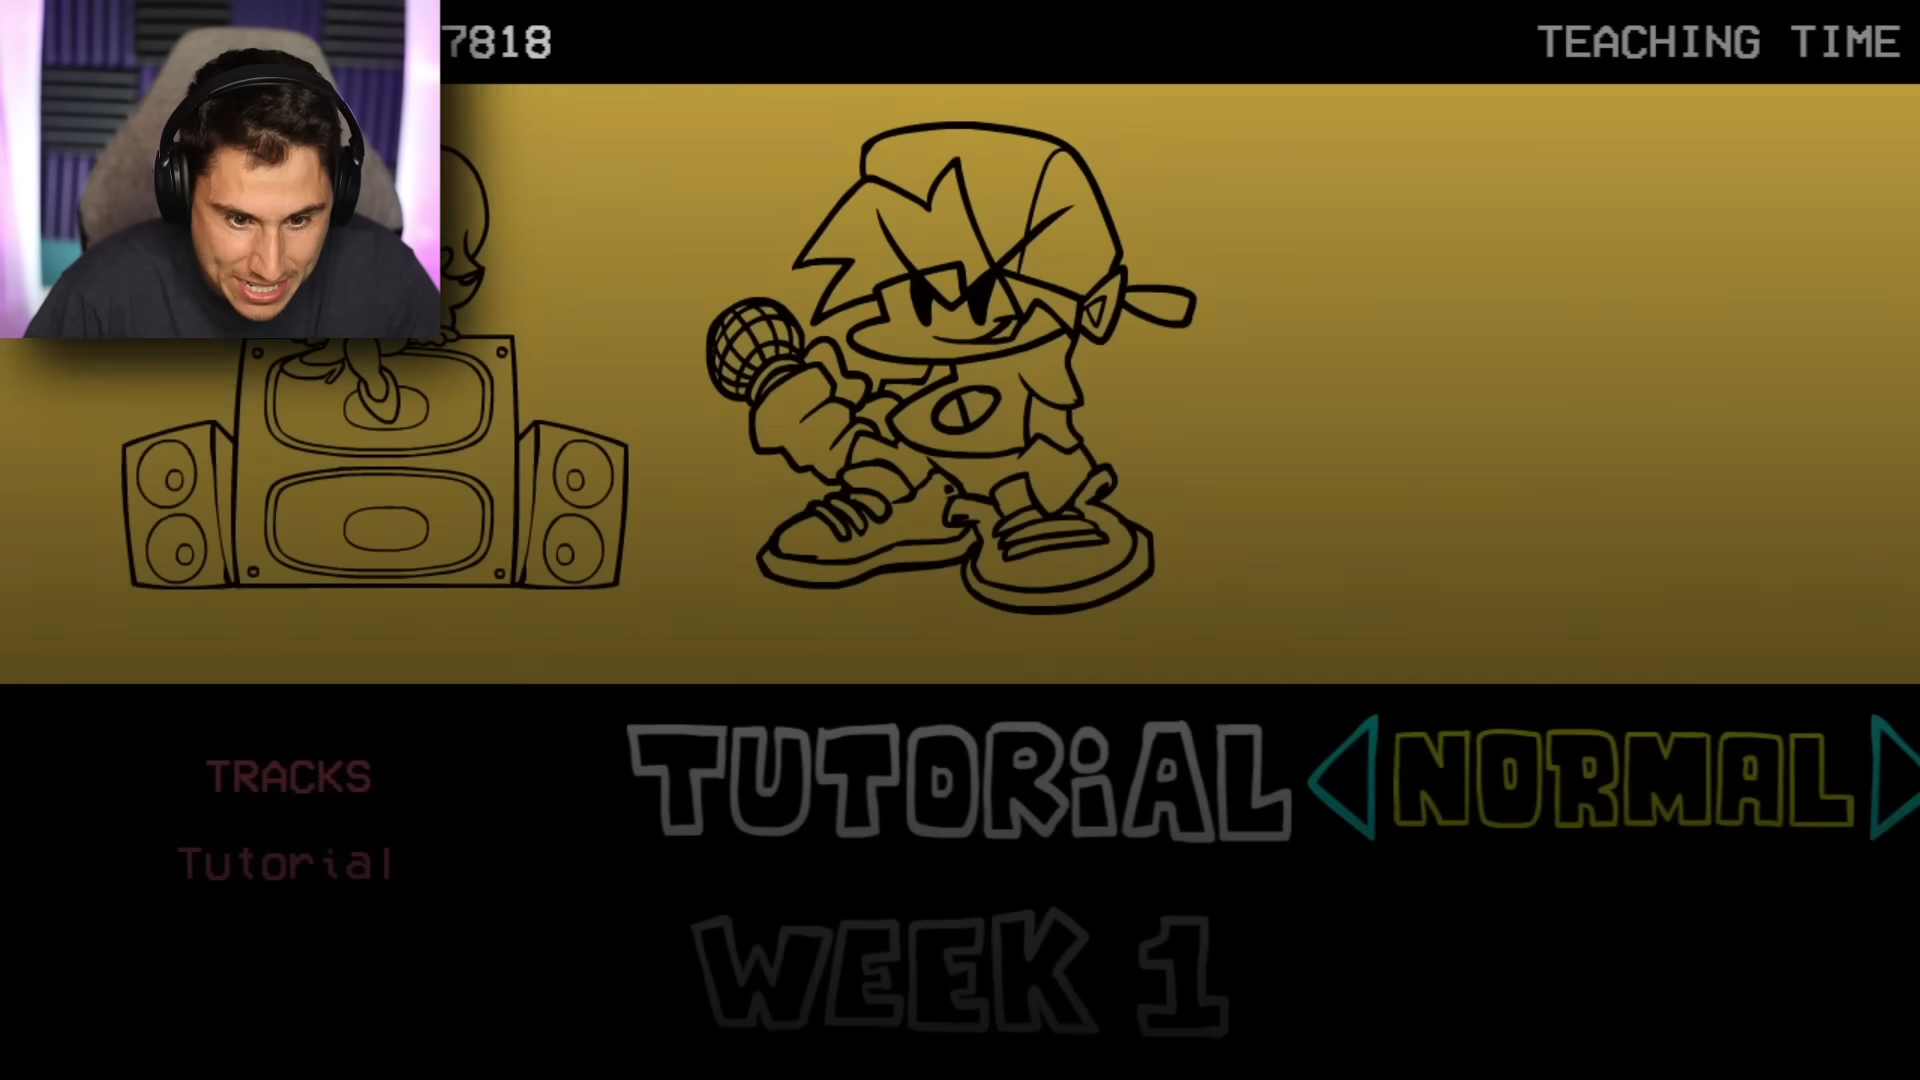 7818
TEACHING TIME
TUTORiAL
NORMAL
TRACKS
Tutorial
WEEK 1